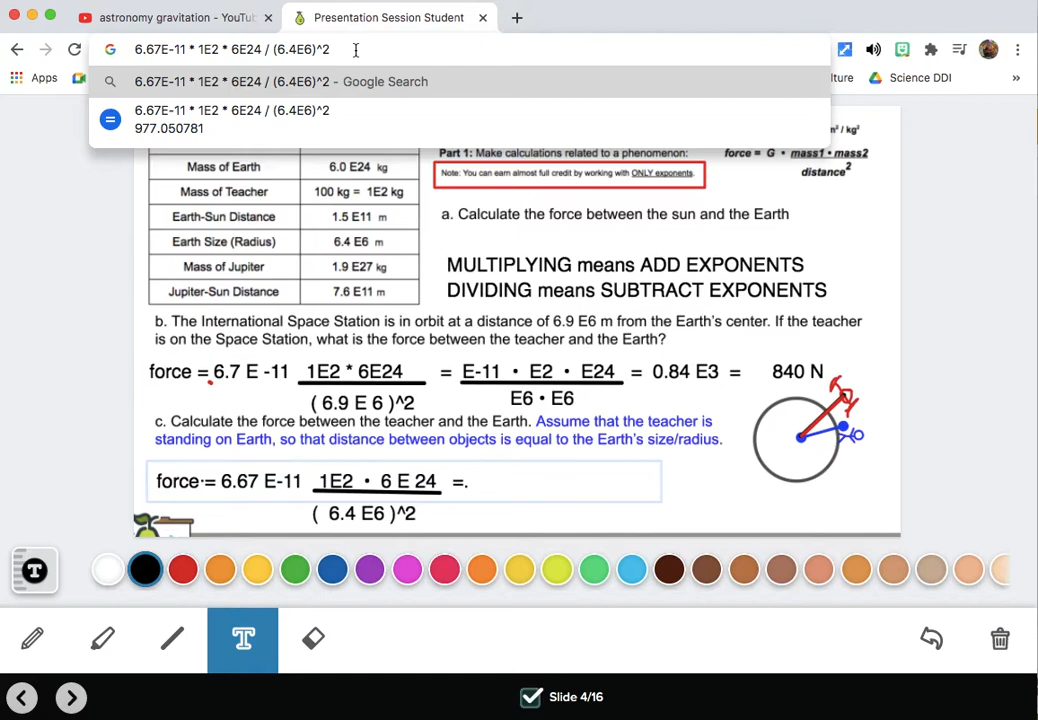 astronomy gravitation - YouTu
Presentation Session Student
6.67E-11 * 1E2 * 6E24 / (6.4E6)^2
Apps
lture
Science DDI
»
6.67E-11 * 1E2 * 6E24 / (6.4E6)^2 - Google Search
6.67E-11 * 1E2 * 6E24 / (6.4E6)^2
977.050781
m² / kg²
Part 1: Make calculations related to a phenomenon:
force = G • mass1 • mass2
distance²
Note: You can earn almost full credit by working with ONLY exponents.
Mass of Earth 6.0 E24 kg
Mass of Teacher 100 kg = 1E2 kg
Earth-Sun Distance 1.5 E11 m
Earth Size (Radius) 6.4 E6 m
Mass of Jupiter 1.9 E27 kg
Jupiter-Sun Distance 7.6 E11 m
a. Calculate the force between the sun and the Earth
MULTIPLYING means ADD EXPONENTS
DIVIDING means SUBTRACT EXPONENTS
b. The International Space Station is in orbit at a distance of 6.9 E6 m from the Earth's center. If the teacher
is on the Space Station, what is the force between the teacher and the Earth?
force = 6.7 E -11 1E2 * 6E24 = E-11 • E2 • E24 = 0.84 E3 = 840 N
( 6.9 E 6 )^2 E6 • E6
c. Calculate the force between the teacher and the Earth. Assume that the teacher is
standing on Earth, so that distance between objects is equal to the Earth's size/radius.
force·= 6.67 E-11 1E2 • 6 E 24 =.
( 6.4 E6 )^2
T
T
Slide 4/16